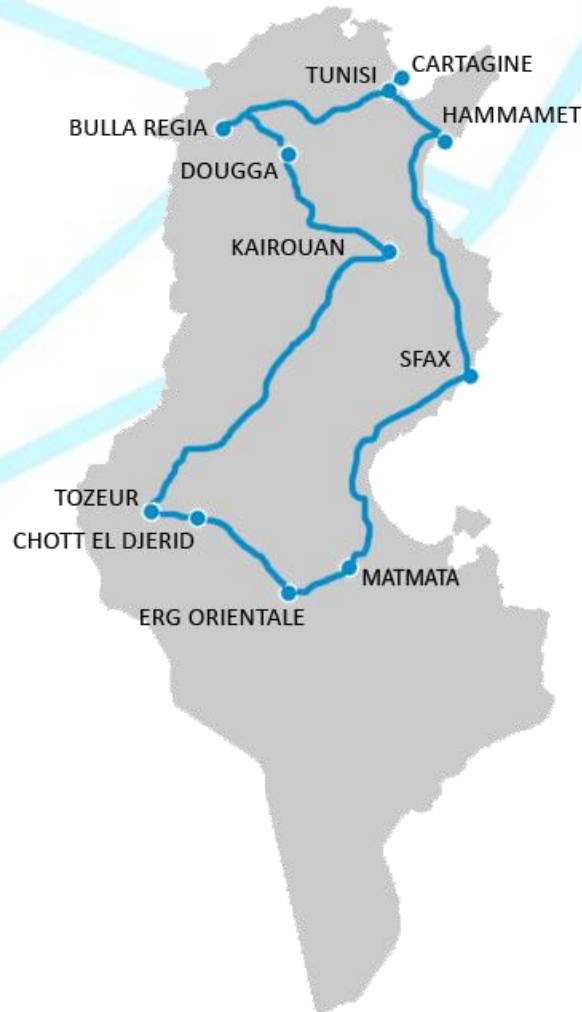 CARTAGINE
TUNISI
HAMMAMET
BULLA REGIA
DOUGGA
KAIROUAN
SFAX
TOZEUR
CHOTT EL DJERID
MATMATA
ERG ORIENTALE